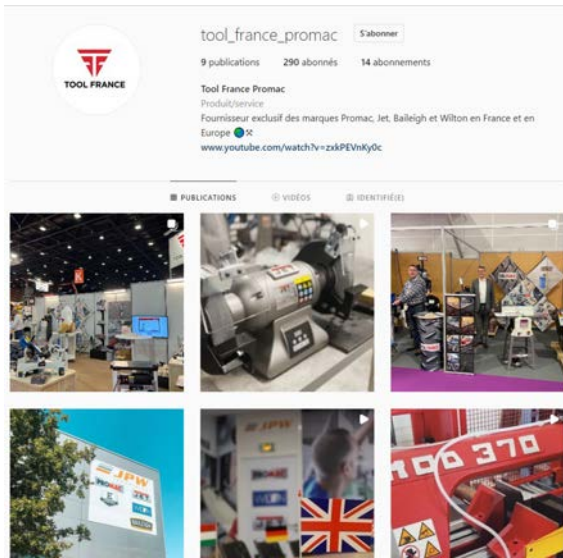 tool_france_promac S'abonner
9 publications 290 abonnés 14 abonnements
TOOL FRANCE
Tool France Promac
Produit/service
Fournisseur exclusif des marques Promac, Jet, Baileigh et Wilton en France et en
Europe
www.youtube.com/watch?v=zxkPEVnKy0c
PUBLICATIONS VIDÉOS IDENTIFIÉ(E)
JET
JPW
PROMAC
JET
JPW
PROMAC
370